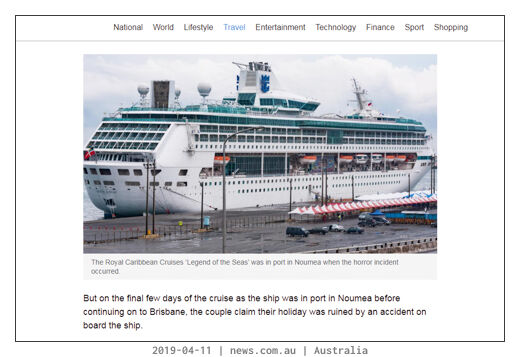 National World Lifestyle Travel Entertainment Technology Finance Sport Shopping
The Royal Caribbean Cruises 'Legend of the Seas' was in port in Noumea when the horror incident
occurred.
But on the final few days of the cruise as the ship was in port in Noumea before
continuing on to Brisbane, the couple claim their holiday was ruined by an accident on
board the ship.
2019-04-11 | news.com.au | Australia